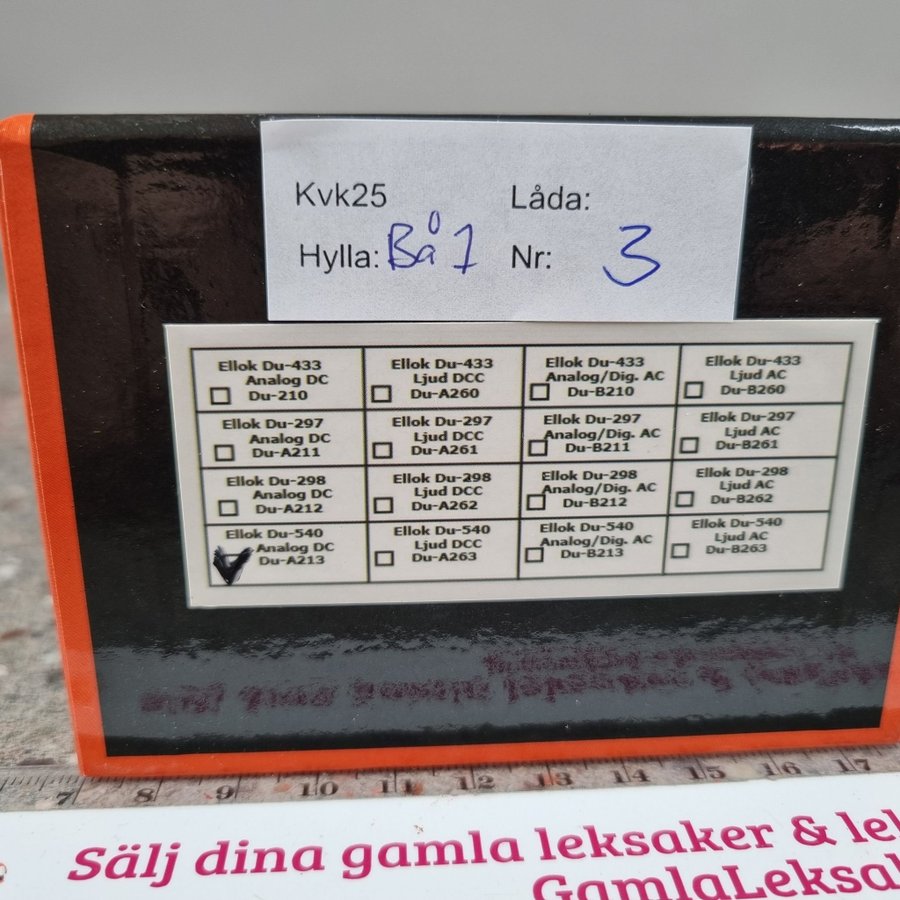 Kvk25 Låda:
Hylla: Bå 1 Nr: 3
Ellok Du-433
Analog DC
Du-210
Ellok Du-433
Ljud DCC
Du-A260
Ellok Du-433
Analog/Dig. AC
Du-B210
Ellok Du-433
Ljud AC
Du-B260
Ellok Du-297
Analog DC
Du-A211
Ellok Du-297
Ljud DCC
Du-A261
Ellok Du-297
Analog/Dig. AC
Du-B211
Ellok Du-297
Ljud AC
Du-B261
Ellok Du-298
Analog DC
Du-A212
Ellok Du-298
Ljud DCC
Du-A262
Ellok Du-298
Analog/Dig. AC
Du-B212
Ellok Du-298
Ljud AC
Du-B262
Ellok Du-540
Analog DC
Du-A213
Ellok Du-540
Ljud DCC
Du-A263
Ellok Du-540
Analog/Dig. AC
Du-B213
Ellok Du-540
Ljud AC
Du-B263
7 8 9 10 11 12 13 14 15 16 17
Sälj dina gamla leksaker & lek
GamlaLeksak